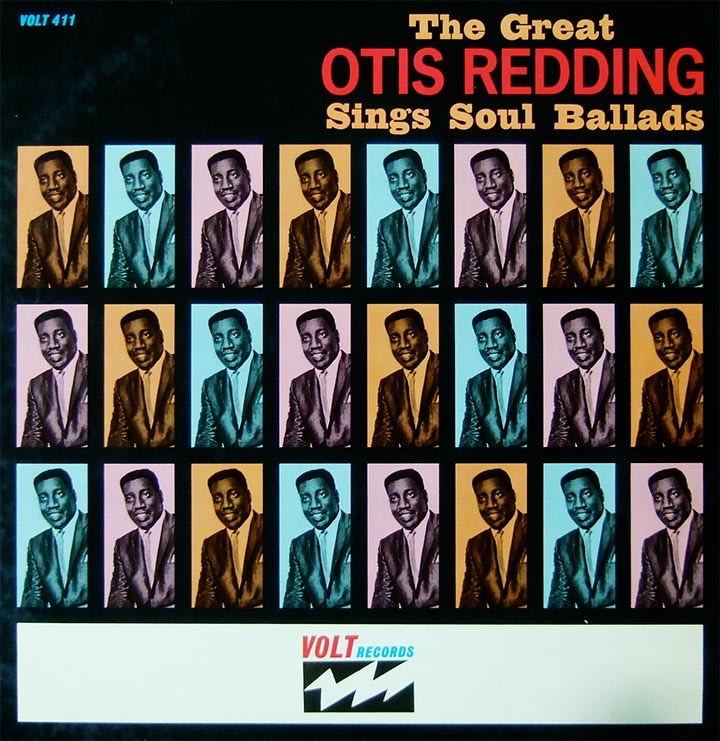 VOLT 411
The Great
OTIS REDDING
Sings Soul Ballads
VOLT RECORDS